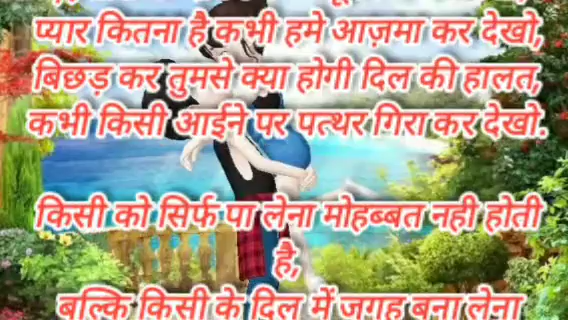 प्यार कितना है कभी हमे आज़मा कर देखो,
बिछड़ कर तुमसे क्या होगी दिल की हालत,
कभी किसी आईने पर पत्थर गिरा कर देखो.
किसी को सिर्फ पा लेना मोहब्बत नही होती
है,
बल्कि किसी के दिल में जगह बना लेना